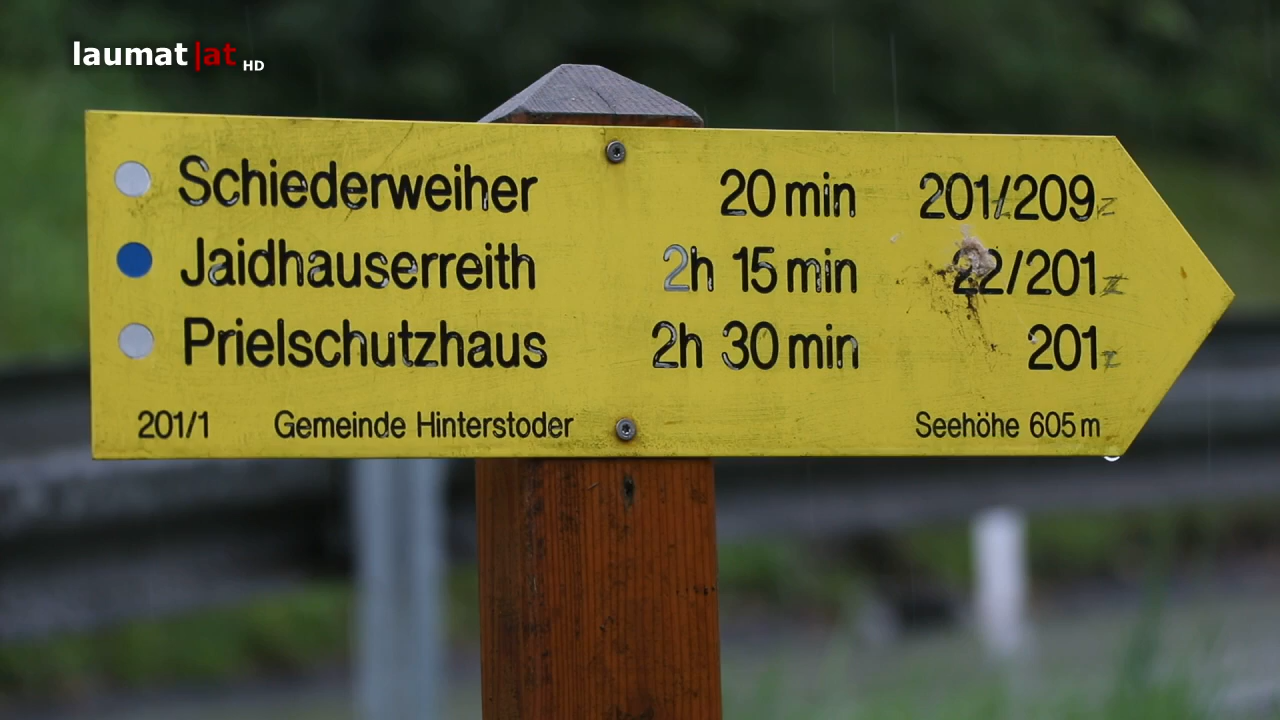 laumat|at HD
Schiederweiher 20 min 201/209
Jaidhauserreith 2h 15 min 22/201
Prielschutzhaus 2h 30 min 201
201/1 Gemeinde Hinterstoder Seehöhe 605 m